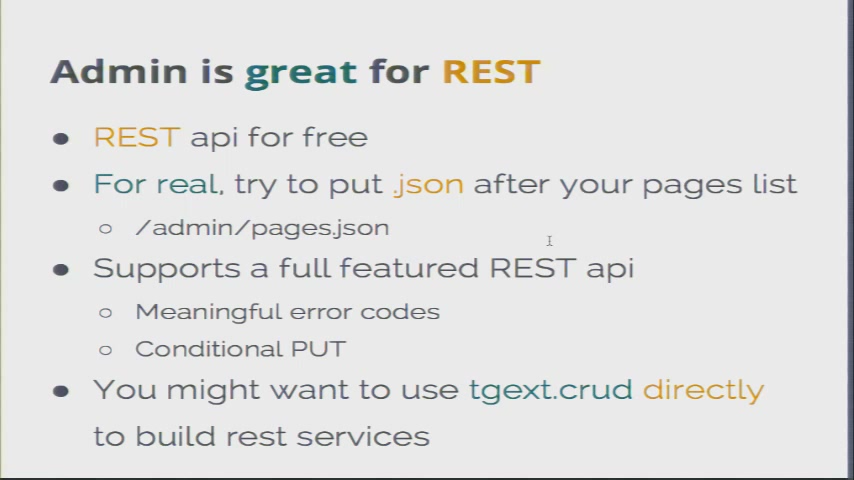 Admin is great for REST
● REST api for free
● For real, try to put .json after your pages list
○ /admin/pages.json
● Supports a full featured REST api
○ Meaningful error codes
○ Conditional PUT
● You might want to use tgext.crud directly
to build rest services